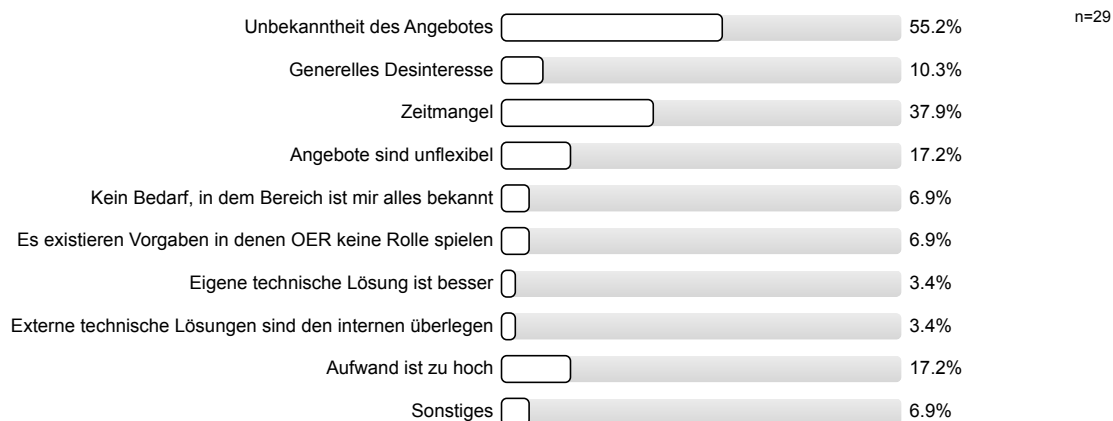 n=29
Unbekanntheit des Angebotes 55.2%
Generelles Desinteresse 10.3%
Zeitmangel 37.9%
Angebote sind unflexibel 17.2%
Kein Bedarf, in dem Bereich ist mir alles bekannt 6.9%
Es existieren Vorgaben in denen OER keine Rolle spielen 6.9%
Eigene technische Lösung ist besser 3.4%
Externe technische Lösungen sind den internen überlegen 3.4%
Aufwand ist zu hoch 17.2%
Sonstiges 6.9%